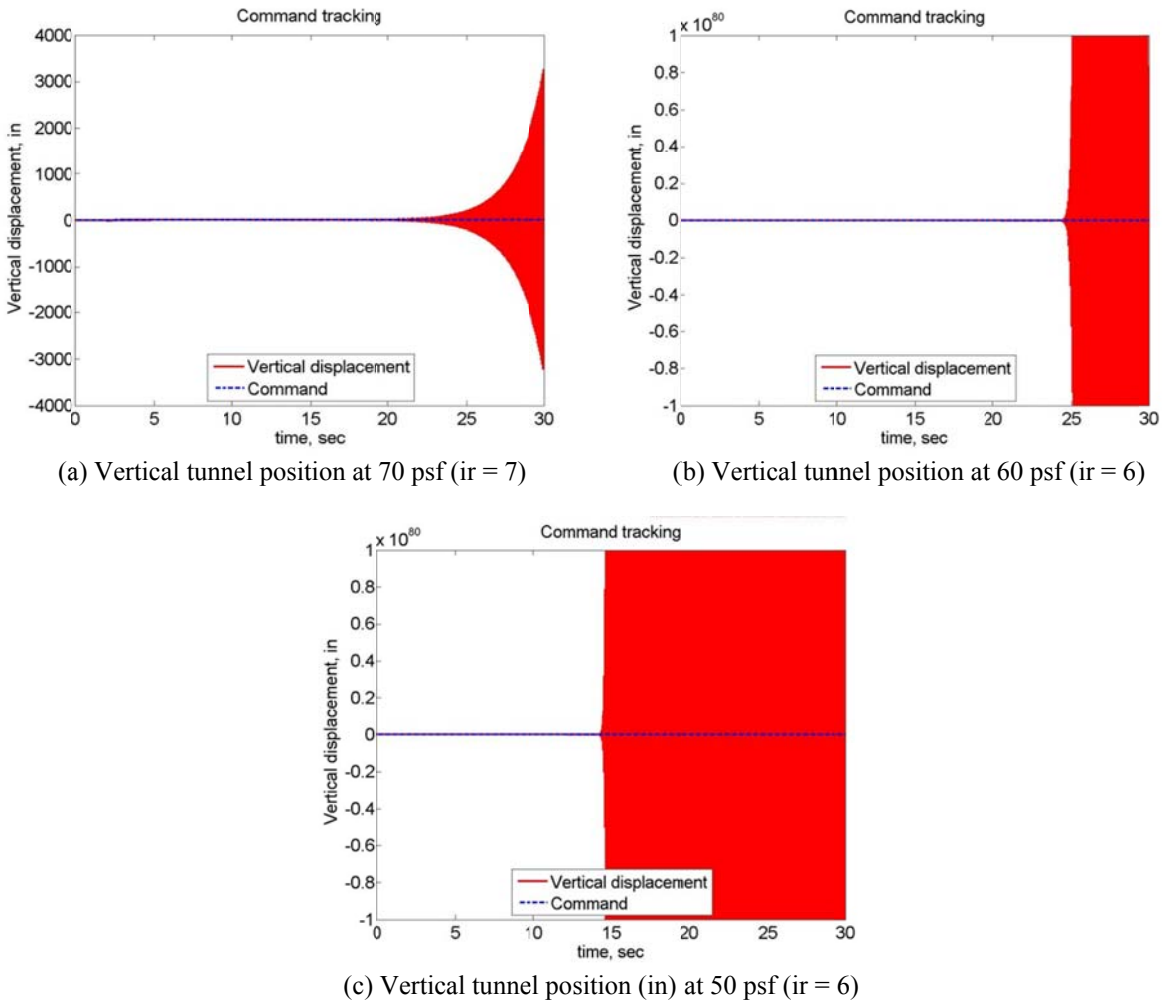 Command tracking
4000
3000
2000
1000
0
-1000
-2000
-3000
-4000
Vertical displacement, in
Vertical displacement
Command
0 5 10 15 20 25 30
time, sec
(a) Vertical tunnel position at 70 psf (ir = 7)
Command tracking
x 10^80
1
0.8
0.6
0.4
0.2
0
-0.2
-0.4
-0.6
-0.8
-1
Vertical displacement, in
Vertical displacement
Command
0 5 10 15 20 25 30
time, sec
(b) Vertical tunnel position at 60 psf (ir = 6)
Command tracking
x 10^80
1
0.8
0.6
0.4
0.2
0
-0.2
-0.4
-0.6
-0.8
-1
Vertical displacement, in
Vertical displacement
Command
0 5 10 15 20 25 30
time, sec
(c) Vertical tunnel position (in) at 50 psf (ir = 6)